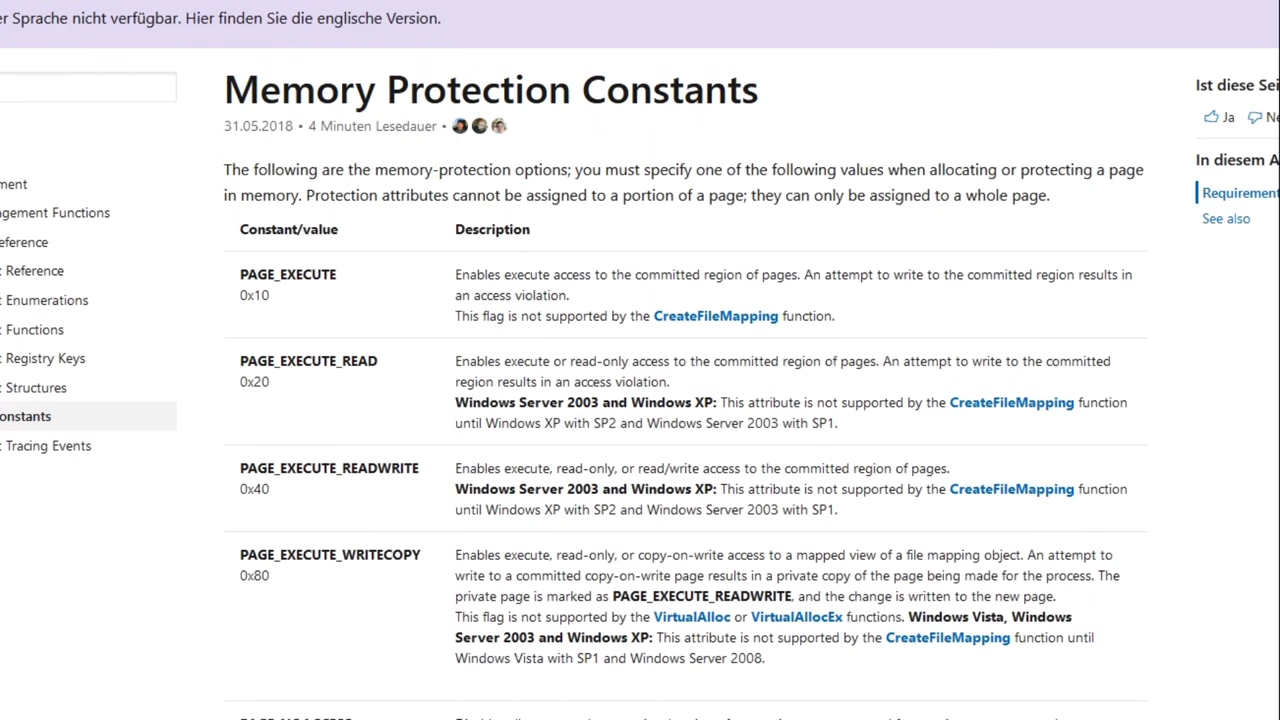 er Sprache nicht verfügbar. Hier finden Sie die englische Version.
Memory Protection Constants
31.05.2018 • 4 Minuten Lesedauer •
The following are the memory-protection options; you must specify one of the following values when allocating or protecting a page
in memory. Protection attributes cannot be assigned to a portion of a page; they can only be assigned to a whole page.
Constant/value Description
PAGE_EXECUTE
0x10
Enables execute access to the committed region of pages. An attempt to write to the committed region results in
an access violation.
This flag is not supported by the CreateFileMapping function.
PAGE_EXECUTE_READ
0x20
Enables execute or read-only access to the committed region of pages. An attempt to write to the committed
region results in an access violation.
Windows Server 2003 and Windows XP: This attribute is not supported by the CreateFileMapping function
until Windows XP with SP2 and Windows Server 2003 with SP1.
PAGE_EXECUTE_READWRITE
0x40
Enables execute, read-only, or read/write access to the committed region of pages.
Windows Server 2003 and Windows XP: This attribute is not supported by the CreateFileMapping function
until Windows XP with SP2 and Windows Server 2003 with SP1.
PAGE_EXECUTE_WRITECOPY
0x80
Enables execute, read-only, or copy-on-write access to a mapped view of a file mapping object. An attempt to
write to a committed copy-on-write page results in a private copy of the page being made for the process. The
private page is marked as PAGE_EXECUTE_READWRITE, and the change is written to the new page.
This flag is not supported by the VirtualAlloc or VirtualAllocEx functions. Windows Vista, Windows
Server 2003 and Windows XP: This attribute is not supported by the CreateFileMapping function until
Windows Vista with SP1 and Windows Server 2008.
ment
agement Functions
eference
t Reference
t Enumerations
t Functions
t Registry Keys
t Structures
onstants
t Tracing Events
Ist diese Sei
Ja Ne
In diesem A
Requirement
See also